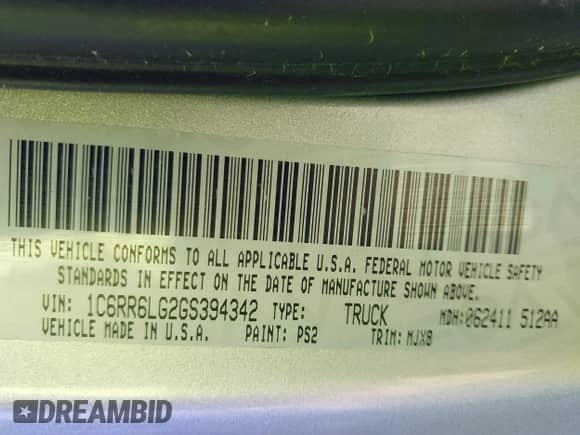 THIS VEHICLE CONFORMS TO ALL APPLICABLE U.S.A. FEDERAL MOTOR VEHICLE SAFETY
STANDARDS IN EFFECT ON THE DATE OF MANUFACTURE SHOWN ABOVE.
VIN: 1C6RR6LG2GS394342 TYPE: TRUCK MDH: 062411 512AA
VEHICLE MADE IN U.S.A. PAINT: PS2 TRIM: MJX8
DREAMBID